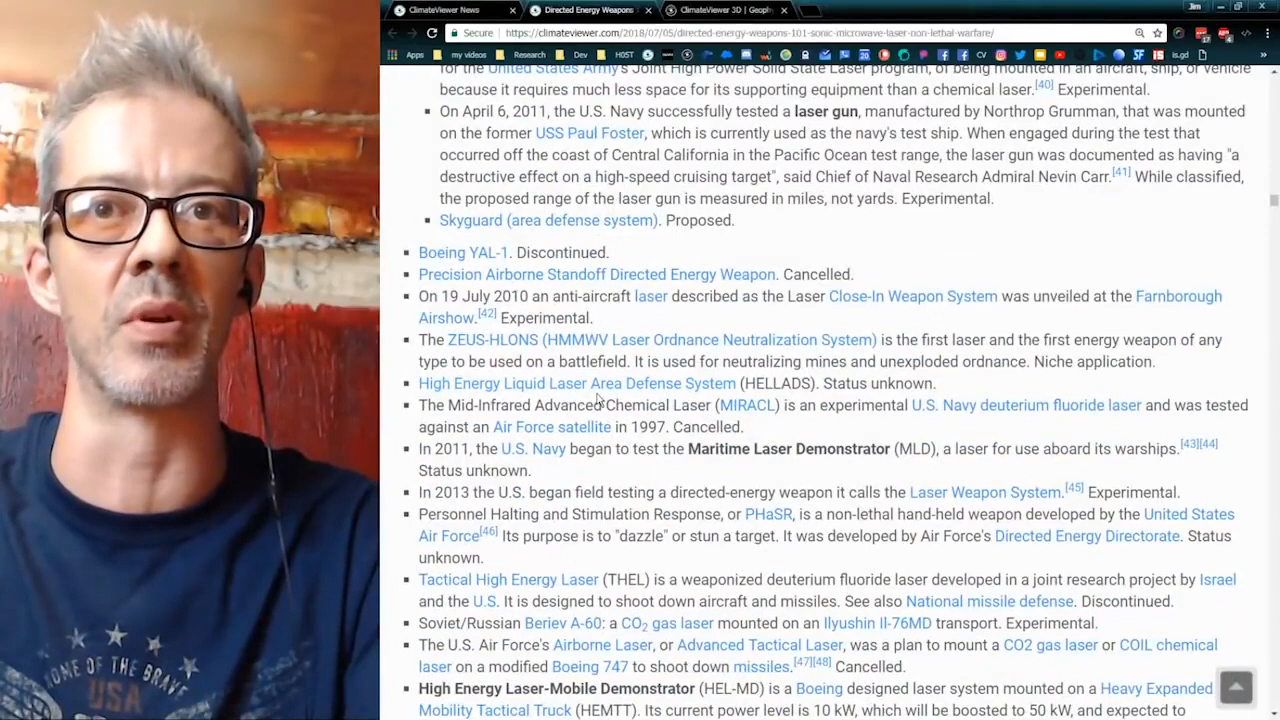 ClimateViewer News
Directed Energy Weapons
ClimateViewer 3D | Geoph
Jim
Secure
https://climateviewer.com/2018/07/05/directed-energy-weapons-101-sonic-microwave-laser-non-lethal-warfare/
Apps my videos Research Dev H0ST is.gd
for the United States Army's Joint High Power Solid State Laser program, of being mounted in an aircraft, ship, or vehicle
because it requires much less space for its supporting equipment than a chemical laser.[40] Experimental.
On April 6, 2011, the U.S. Navy successfully tested a laser gun, manufactured by Northrop Grumman, that was mounted
on the former USS Paul Foster, which is currently used as the navy's test ship. When engaged during the test that
occurred off the coast of Central California in the Pacific Ocean test range, the laser gun was documented as having "a
destructive effect on a high-speed cruising target", said Chief of Naval Research Admiral Nevin Carr.[41] While classified,
the proposed range of the laser gun is measured in miles, not yards. Experimental.
Skyguard (area defense system). Proposed.
Boeing YAL-1. Discontinued.
Precision Airborne Standoff Directed Energy Weapon. Cancelled.
On 19 July 2010 an anti-aircraft laser described as the Laser Close-In Weapon System was unveiled at the Farnborough
Airshow.[42] Experimental.
The ZEUS-HLONS (HMMWV Laser Ordnance Neutralization System) is the first laser and the first energy weapon of any
type to be used on a battlefield. It is used for neutralizing mines and unexploded ordnance. Niche application.
High Energy Liquid Laser Area Defense System (HELLADS). Status unknown.
The Mid-Infrared Advanced Chemical Laser (MIRACL) is an experimental U.S. Navy deuterium fluoride laser and was tested
against an Air Force satellite in 1997. Cancelled.
In 2011, the U.S. Navy began to test the Maritime Laser Demonstrator (MLD), a laser for use aboard its warships.[43][44]
Status unknown.
In 2013 the U.S. began field testing a directed-energy weapon it calls the Laser Weapon System.[45] Experimental.
Personnel Halting and Stimulation Response, or PHaSR, is a non-lethal hand-held weapon developed by the United States
Air Force[46] Its purpose is to "dazzle" or stun a target. It was developed by Air Force's Directed Energy Directorate. Status
unknown.
Tactical High Energy Laser (THEL) is a weaponized deuterium fluoride laser developed in a joint research project by Israel
and the U.S. It is designed to shoot down aircraft and missiles. See also National missile defense. Discontinued.
Soviet/Russian Beriev A-60: a CO₂ gas laser mounted on an Ilyushin Il-76MD transport. Experimental.
The U.S. Air Force's Airborne Laser, or Advanced Tactical Laser, was a plan to mount a CO2 gas laser or COIL chemical
laser on a modified Boeing 747 to shoot down missiles.[47][48] Cancelled.
High Energy Laser-Mobile Demonstrator (HEL-MD) is a Boeing designed laser system mounted on a Heavy Expanded
Mobility Tactical Truck (HEMTT). Its current power level is 10 kW, which will be boosted to 50 kW, and expected to
OME OF THE BRAVE
USA